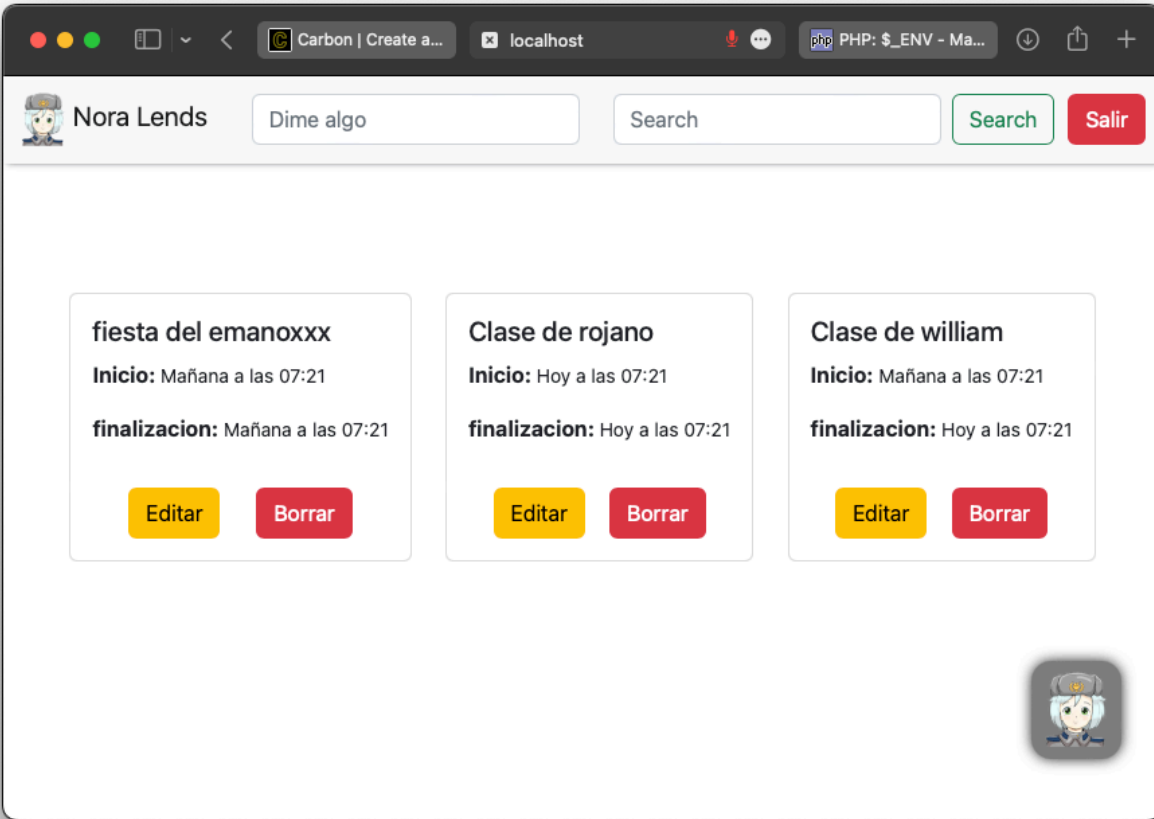 Carbon | Create a...
localhost
php PHP: $_ENV - Ma...
Nora Lends
Dime algo
Search
Search
Salir
fiesta del emanoxxx
Inicio: Mañana a las 07:21
finalizacion: Mañana a las 07:21
Editar Borrar
Clase de rojano
Inicio: Hoy a las 07:21
finalizacion: Hoy a las 07:21
Editar Borrar
Clase de william
Inicio: Mañana a las 07:21
finalizacion: Hoy a las 07:21
Editar Borrar